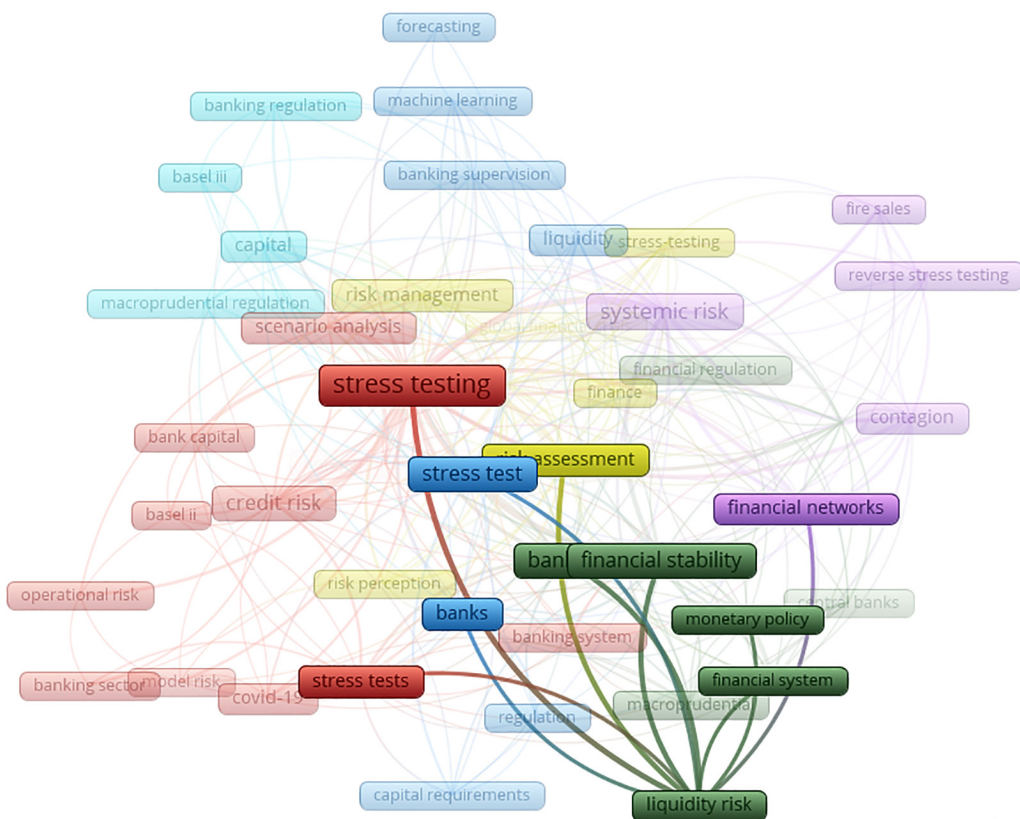 forecasting
banking regulation
machine learning
basel iii
banking supervision
fire sales
capital
liquidity
stress-testing
reverse stress testing
macroprudential regulation
risk management
systemic risk
scenario analysis
financial regulation
stress testing
finance
contagion
bank capital
assessment
stress test
credit risk
basel ii
financial networks
financial stability
operational risk
risk perception
banks
central banks
monetary policy
banking system
banking sector
model risk
stress tests
financial system
covid-19
regulation
macroprudential
capital requirements
liquidity risk